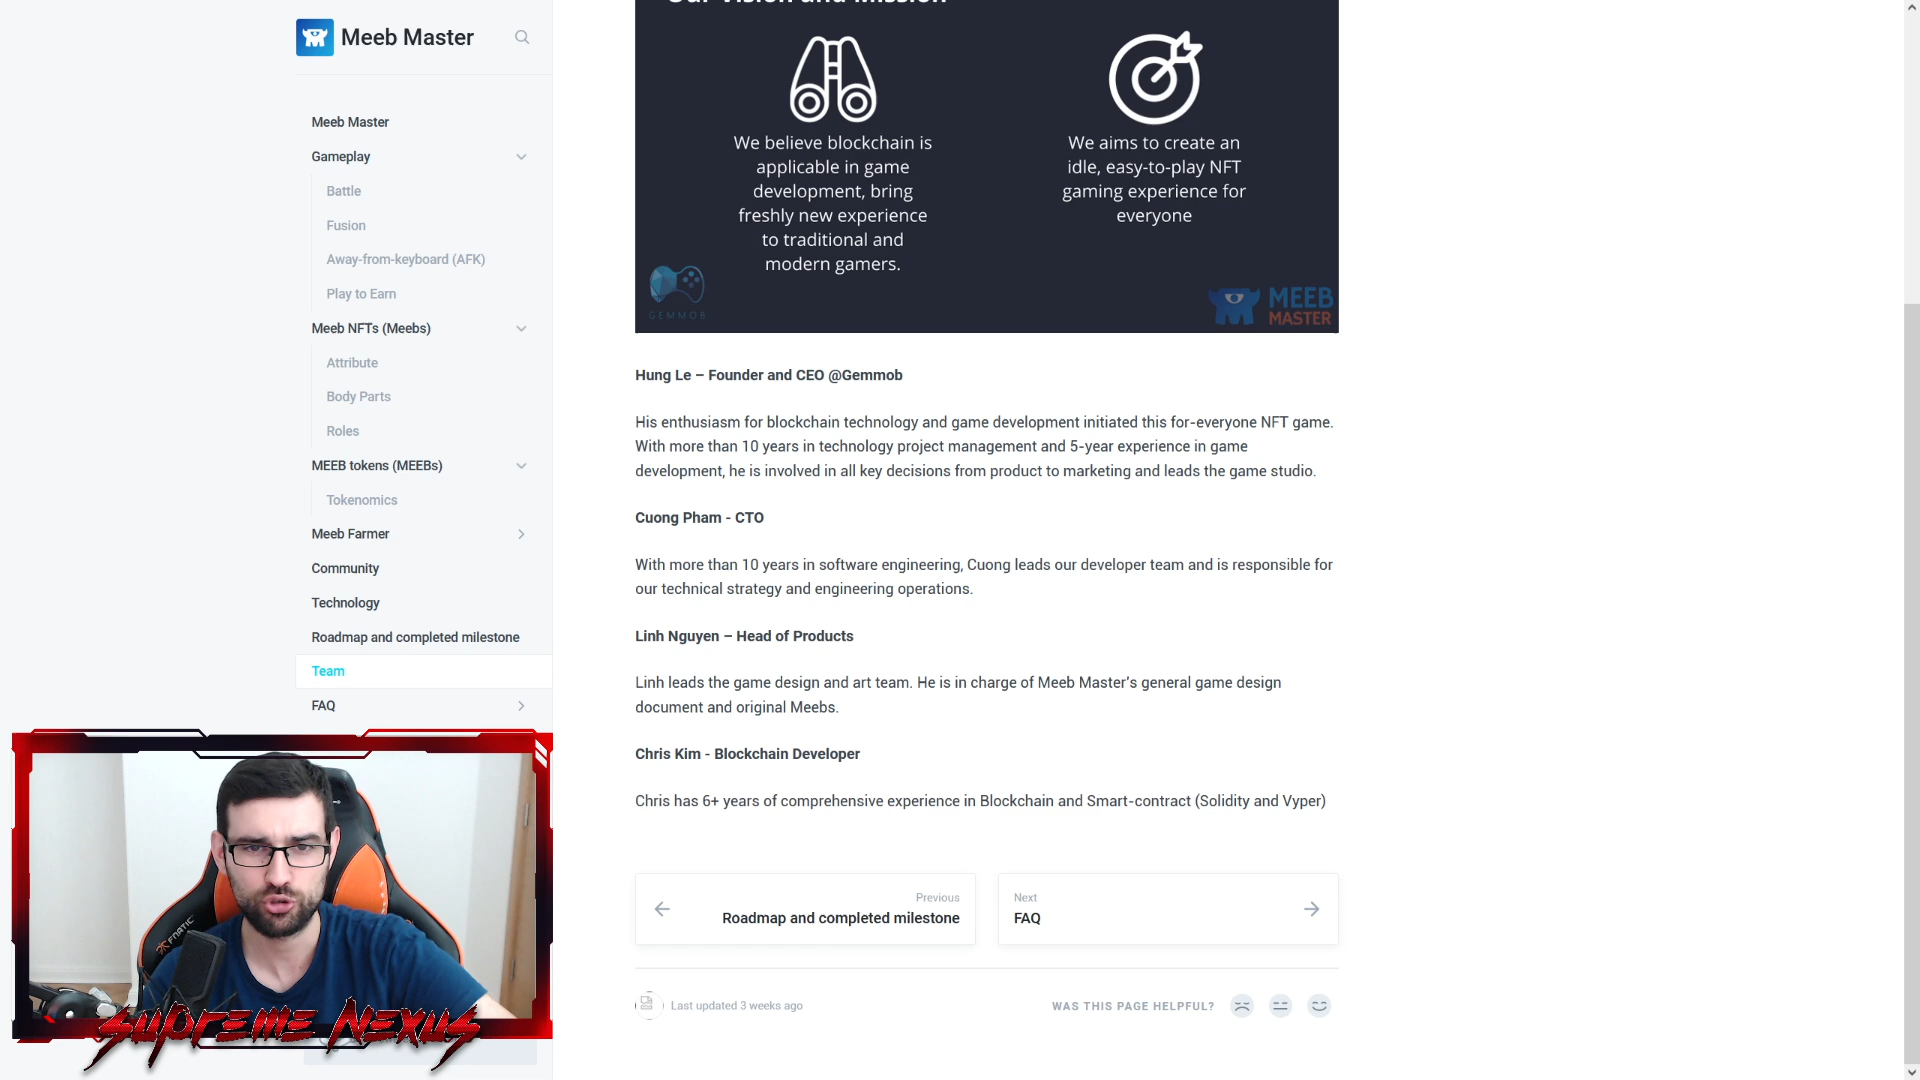 Meeb Master
Meeb Master
Gameplay
Battle
Fusion
Away-from-keyboard (AFK)
Play to Earn
Meeb NFTs (Meebs)
Attribute
Body Parts
Roles
MEEB tokens (MEEBs)
Tokenomics
Meeb Farmer
Community
Technology
Roadmap and completed milestone
Team
FAQ
Our Vision and Mission
We believe blockchain is
applicable in game
development, bring
freshly new experience
to traditional and
modern gamers.
We aims to create an
idle, easy-to-play NFT
gaming experience for
everyone
GEMMOB
MEEB
MASTER
Hung Le – Founder and CEO @Gemmob
His enthusiasm for blockchain technology and game development initiated this for-everyone NFT game.
With more than 10 years in technology project management and 5-year experience in game
development, he is involved in all key decisions from product to marketing and leads the game studio.
Cuong Pham - CTO
With more than 10 years in software engineering, Cuong leads our developer team and is responsible for
our technical strategy and engineering operations.
Linh Nguyen – Head of Products
Linh leads the game design and art team. He is in charge of Meeb Master's general game design
document and original Meebs.
Chris Kim - Blockchain Developer
Chris has 6+ years of comprehensive experience in Blockchain and Smart-contract (Solidity and Vyper)
Previous
Roadmap and completed milestone
Next
FAQ
Last updated 3 weeks ago
WAS THIS PAGE HELPFUL?
FNATIC
SUPREME NEXUS